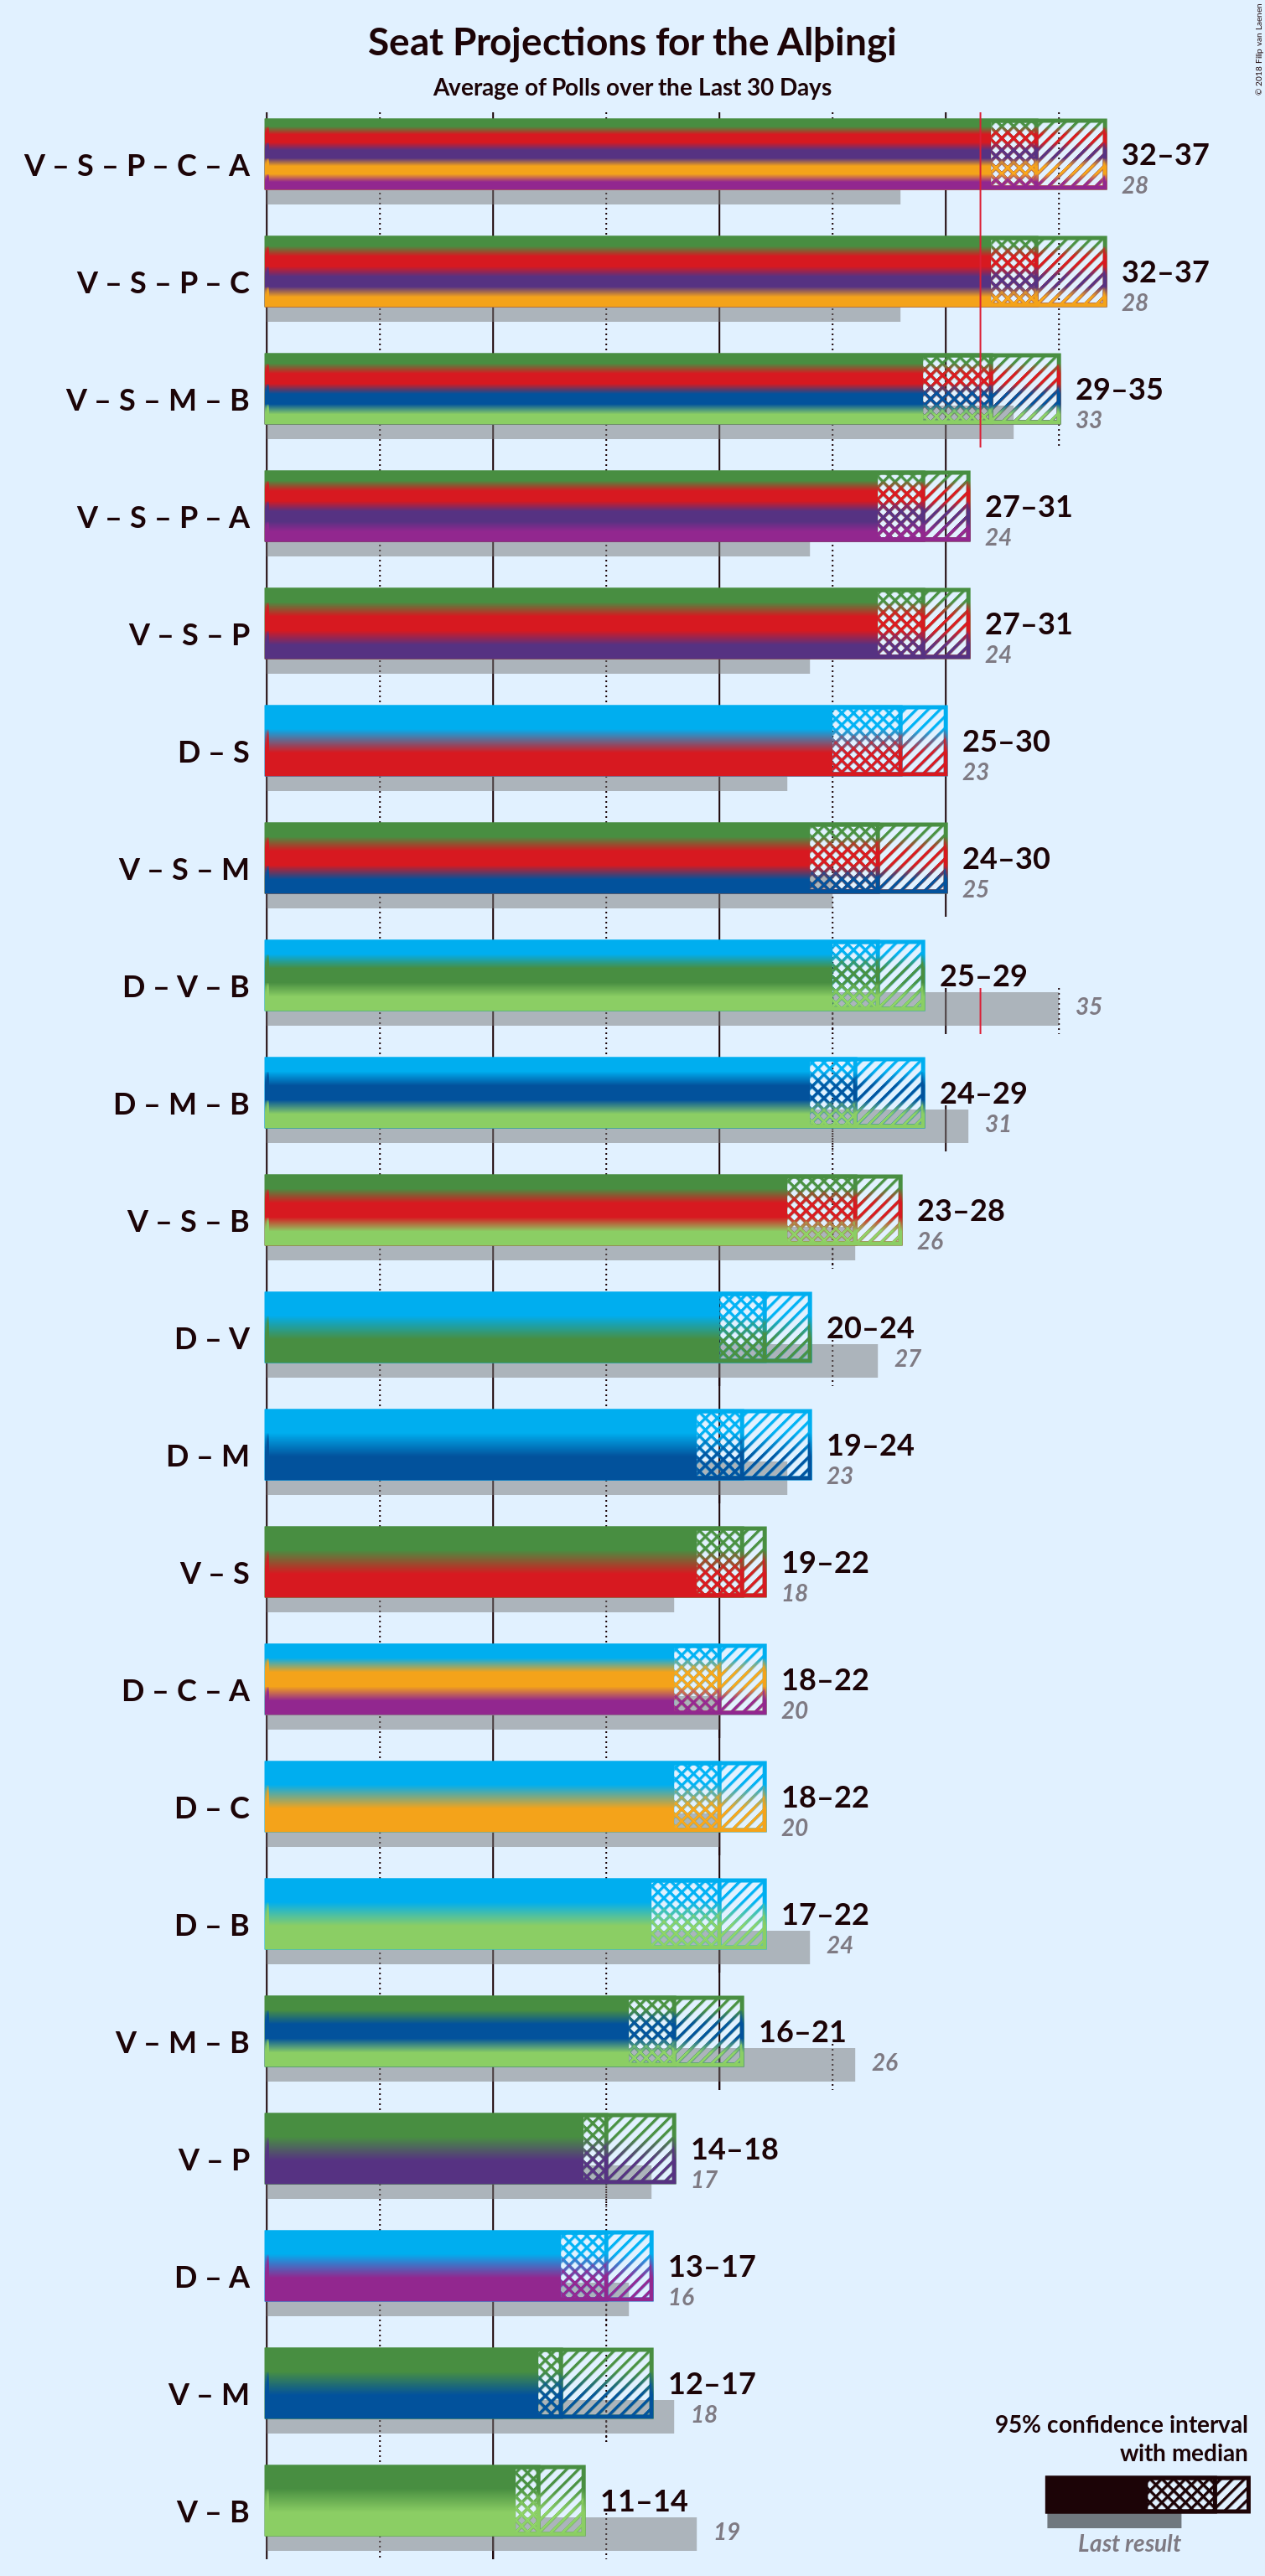 Seat Projections for the Alþingi
Average of Polls over the Last 30 Days
© 2018 Filip van Laenen
V – S – P – C – A
32–37
28
V – S – P – C
32–37
28
V – S – M – B
29–35
33
V – S – P – A
27–31
24
V – S – P
27–31
24
D – S
25–30
23
V – S – M
24–30
25
D – V – B
25–29
35
D – M – B
24–29
31
V – S – B
23–28
26
D – V
20–24
27
D – M
19–24
23
V – S
19–22
18
D – C – A
18–22
20
D – C
18–22
20
D – B
17–22
24
V – M – B
16–21
26
V – P
14–18
17
D – A
13–17
16
V – M
12–17
18
V – B
11–14
19
95% confidence interval
with median
Last result